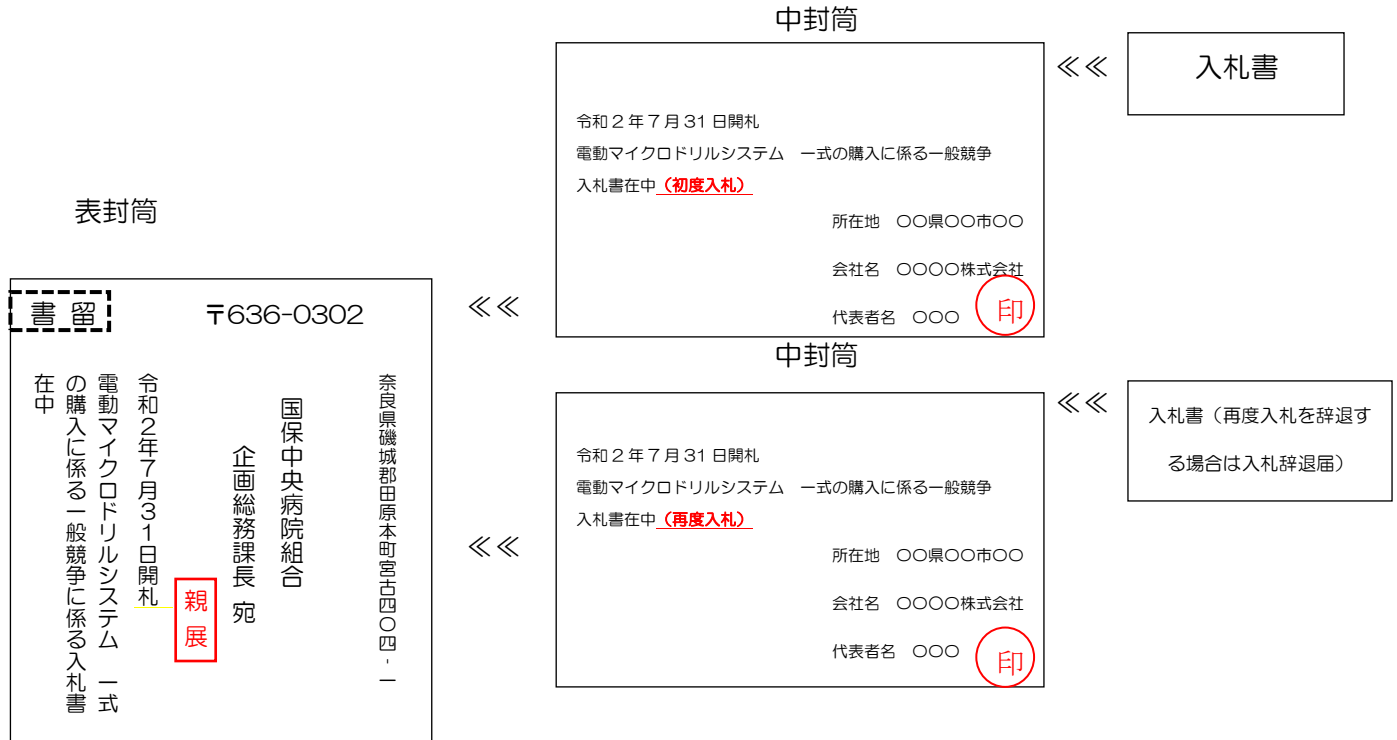 中封筒
≪≪
入札書
令和2年7月31日開札
電動マイクロドリルシステム　一式の購入に係る一般競争
入札書在中（初度入札）
所在地　〇〇県〇〇市〇〇
会社名　〇〇〇〇株式会社
代表者名　〇〇〇
印
表封筒
書留
〒636-0302
≪≪
奈良県磯城郡田原本町宮古四〇四-一
国保中央病院組合
企画総務課長 宛
親展
令和2年7月31日開札
電動マイクロドリルシステム　一式
の購入に係る一般競争に係る入札書
在中
≪≪
中封筒
≪≪
入札書（再度入札を辞退す
る場合は入札辞退届）
令和2年7月31日開札
電動マイクロドリルシステム　一式の購入に係る一般競争
入札書在中（再度入札）
所在地　〇〇県〇〇市〇〇
会社名　〇〇〇〇株式会社
代表者名　〇〇〇
印